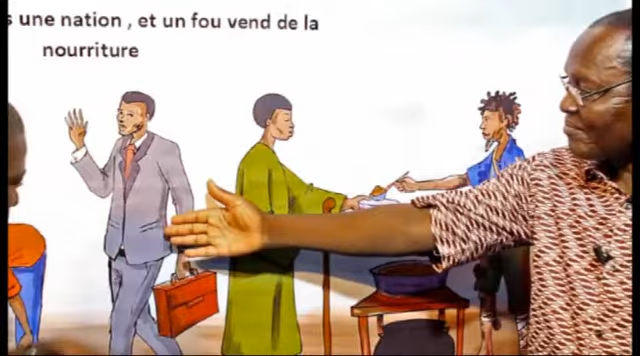 s une nation , et un fou vend de la
nourriture